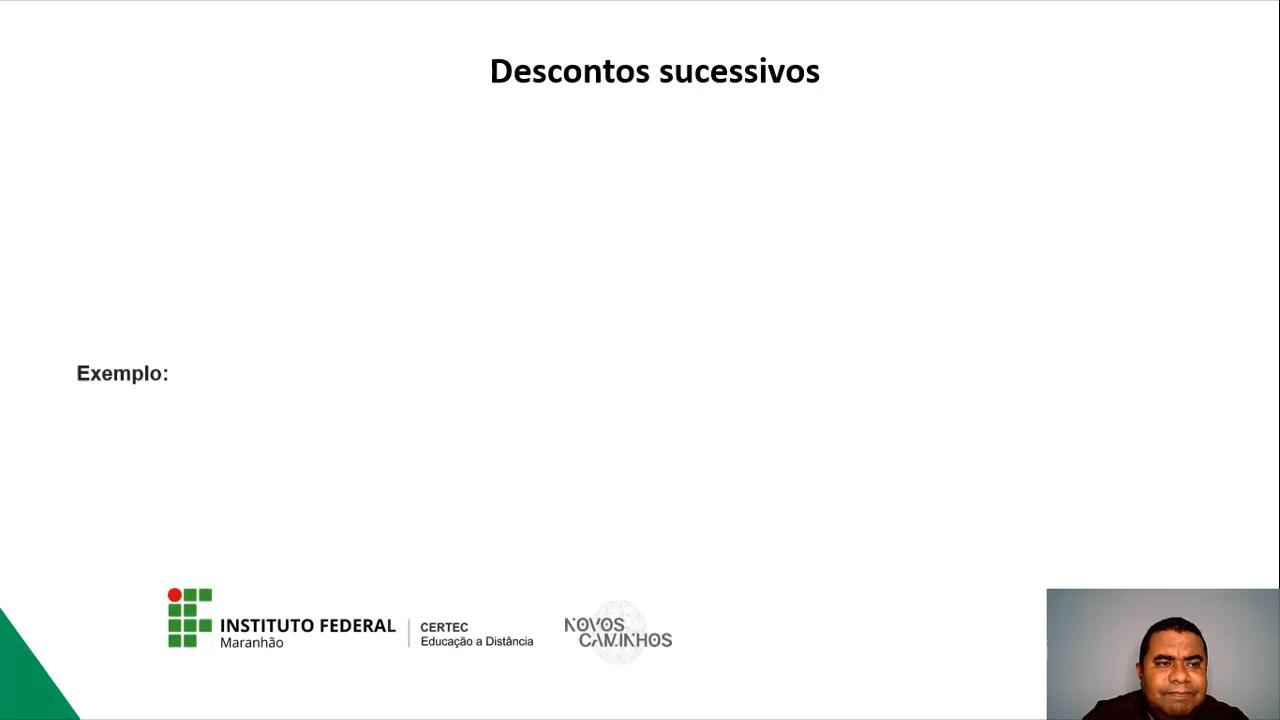 Descontos sucessivos
Exemplo:
INSTITUTO FEDERAL
Maranhão
CERTEC
Educação a Distância
NOVOS
CAMINHOS